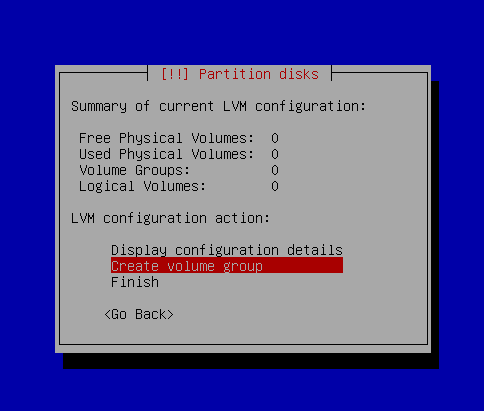 [!!] Partition disks
Summary of current LVM configuration:
Free Physical Volumes: 0
Used Physical Volumes: 0
Volume Groups: 0
Logical Volumes: 0
LVM configuration action:
Display configuration details
Create volume group
Finish
<Go Back>